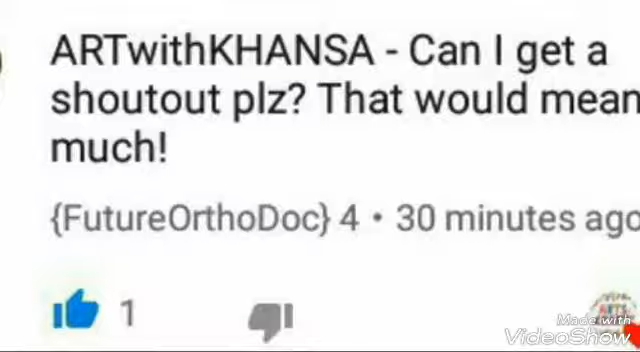 ARTwithKHANSA - Can I get a
shoutout plz? That would mean
much!
{FutureOrthoDoc} 4 • 30 minutes ago
1
Made with
VideoShow